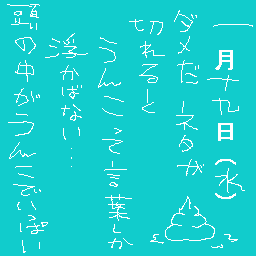 一月十九日(水)
ダメだ ネタが
切れると
うんこって言葉しか
浮かばない…
頭の中がうんこでいっぱい